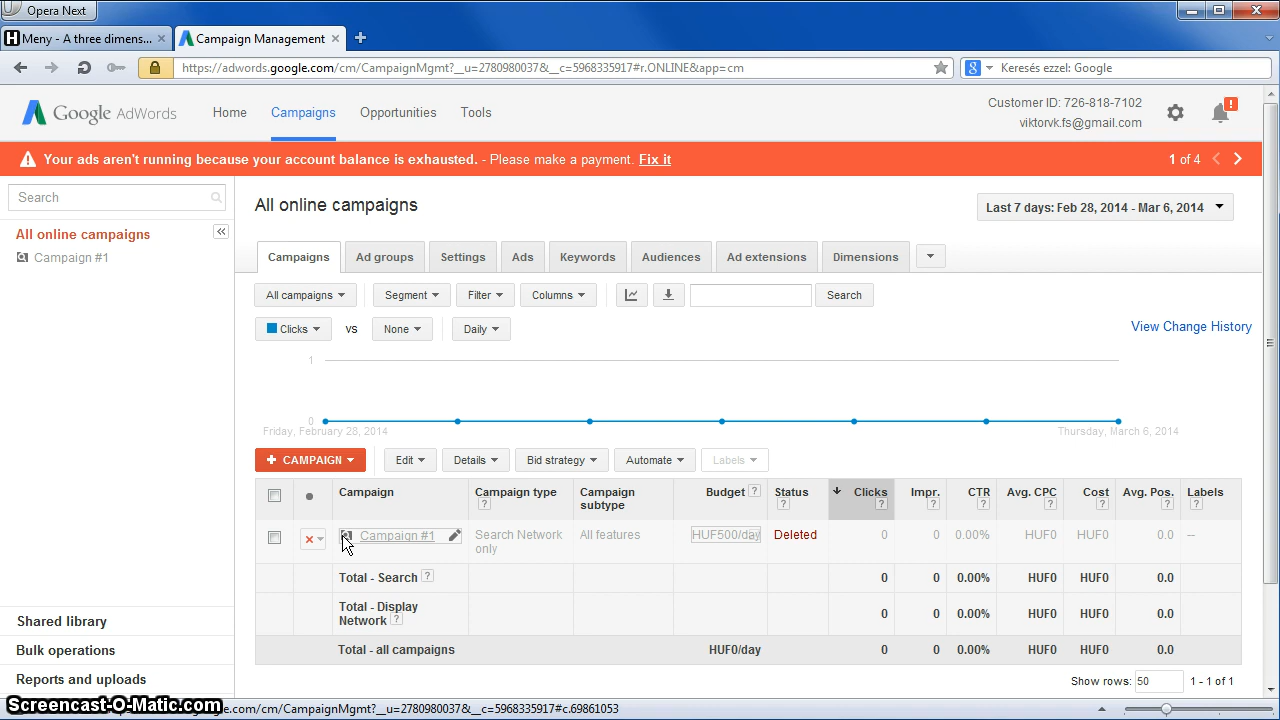 Opera Next
Meny - A three dimens...
Campaign Management
https://adwords.google.com/cm/CampaignMgmt?__u=2780980037&__c=5968335917#r.ONLINE&app=cm
Keresés ezzel: Google
Google AdWords
Home
Campaigns
Opportunities
Tools
Customer ID: 726-818-7102
viktorvk.fs@gmail.com
Your ads aren't running because your account balance is exhausted. - Please make a payment. Fix it
1 of 4
Search
All online campaigns
Campaign #1
Shared library
Bulk operations
Reports and uploads
All online campaigns
Last 7 days: Feb 28, 2014 - Mar 6, 2014
Campaigns
Ad groups
Settings
Ads
Keywords
Audiences
Ad extensions
Dimensions
All campaigns
Segment
Filter
Columns
Search
Clicks
vs
None
Daily
View Change History
1
0
Friday, February 28, 2014
Thursday, March 6, 2014
+ CAMPAIGN
Edit
Details
Bid strategy
Automate
Labels
Campaign
Campaign type ?
Campaign subtype
Budget ?
Status ?
Clicks ?
Impr. ?
CTR ?
Avg. CPC ?
Cost ?
Avg. Pos. ?
Labels ?
Campaign #1
Search Network only
All features
HUF500/day
Deleted
0
0
0.00%
HUF0
HUF0
0.0
--
Total - Search ?
0
0
0.00%
HUF0
HUF0
0.0
Total - Display Network ?
0
0
0.00%
HUF0
HUF0
0.0
Total - all campaigns
HUF0/day
0
0
0.00%
HUF0
HUF0
0.0
Show rows: 50
1 - 1 of 1
Screencast-O-Matic.com
gle.com/cm/CampaignMgmt?__u=2780980037&__c=5968335917#c.69861053